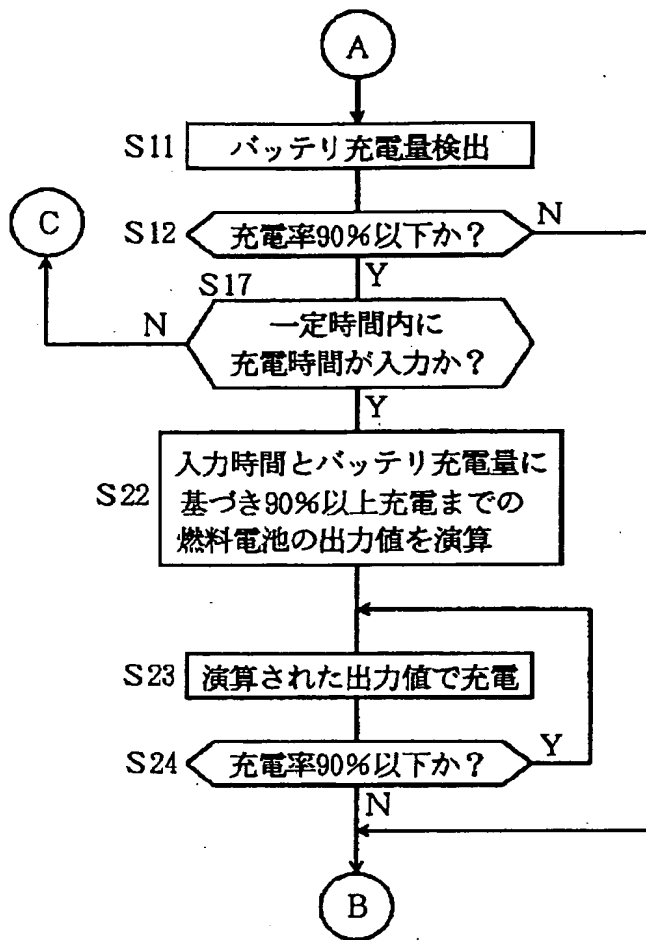 A
S11
バッテリ充電量検出
C
S12
充電率90%以下か?
N
Y
S17
N
一定時間内に
充電時間が入力か?
Y
S22
入力時間とバッテリ充電量に
基づき90%以上充電までの
燃料電池の出力値を演算
S23
演算された出力値で充電
S24
充電率90%以下か?
Y
N
B